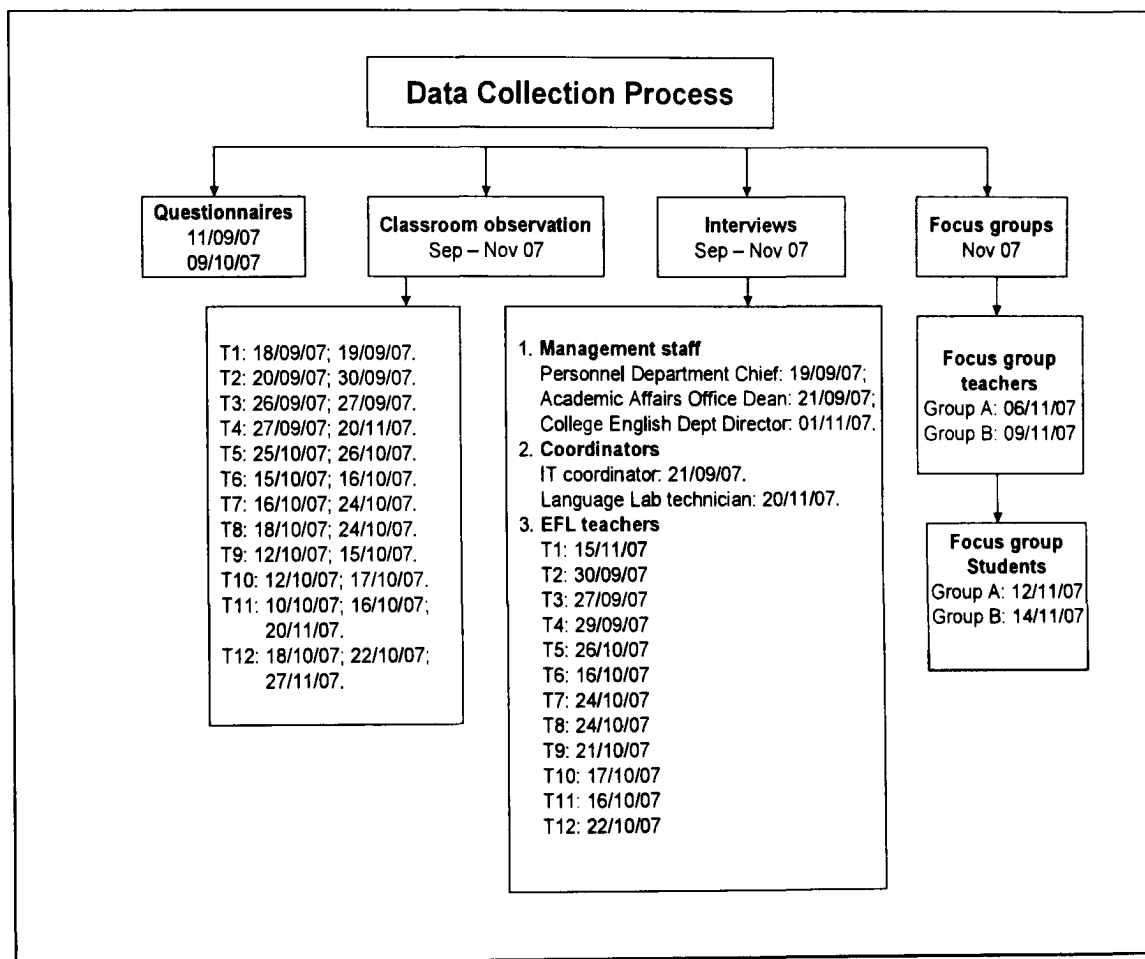 Data Collection Process
Questionnaires
11/09/07
09/10/07
Classroom observation
Sep – Nov 07
Interviews
Sep – Nov 07
Focus groups
Nov 07
T1: 18/09/07; 19/09/07.
T2: 20/09/07; 30/09/07.
T3: 26/09/07; 27/09/07.
T4: 27/09/07; 20/11/07.
T5: 25/10/07; 26/10/07.
T6: 15/10/07; 16/10/07.
T7: 16/10/07; 24/10/07.
T8: 18/10/07; 24/10/07.
T9: 12/10/07; 15/10/07.
T10: 12/10/07; 17/10/07.
T11: 10/10/07; 16/10/07;
20/11/07.
T12: 18/10/07; 22/10/07;
27/11/07.
1. Management staff
Personnel Department Chief: 19/09/07;
Academic Affairs Office Dean: 21/09/07;
College English Dept Director: 01/11/07.
2. Coordinators
IT coordinator: 21/09/07.
Language Lab technician: 20/11/07.
3. EFL teachers
T1: 15/11/07
T2: 30/09/07
T3: 27/09/07
T4: 29/09/07
T5: 26/10/07
T6: 16/10/07
T7: 24/10/07
T8: 24/10/07
T9: 21/10/07
T10: 17/10/07
T11: 16/10/07
T12: 22/10/07
Focus group
teachers
Group A: 06/11/07
Group B: 09/11/07
Focus group
Students
Group A: 12/11/07
Group B: 14/11/07